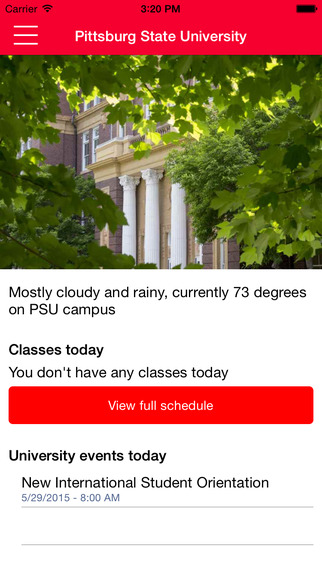 Carrier 3:20 PM
Pittsburg State University
Mostly cloudy and rainy, currently 73 degrees
on PSU campus
Classes today
You don't have any classes today
View full schedule
University events today
New International Student Orientation
5/29/2015 - 8:00 AM